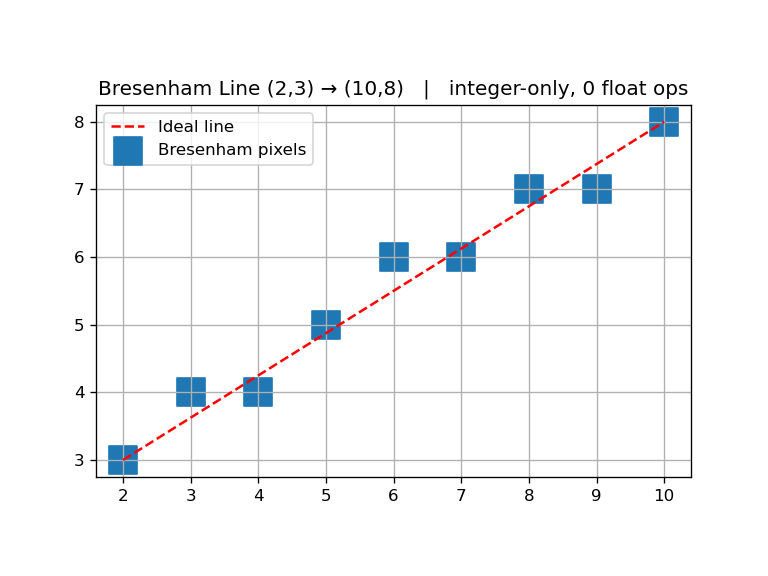 Bresenham Line (2,3) → (10,8)   |   integer-only, 0 float ops
Ideal line
Bresenham pixels
8
7
6
5
4
3
2 3 4 5 6 7 8 9 10